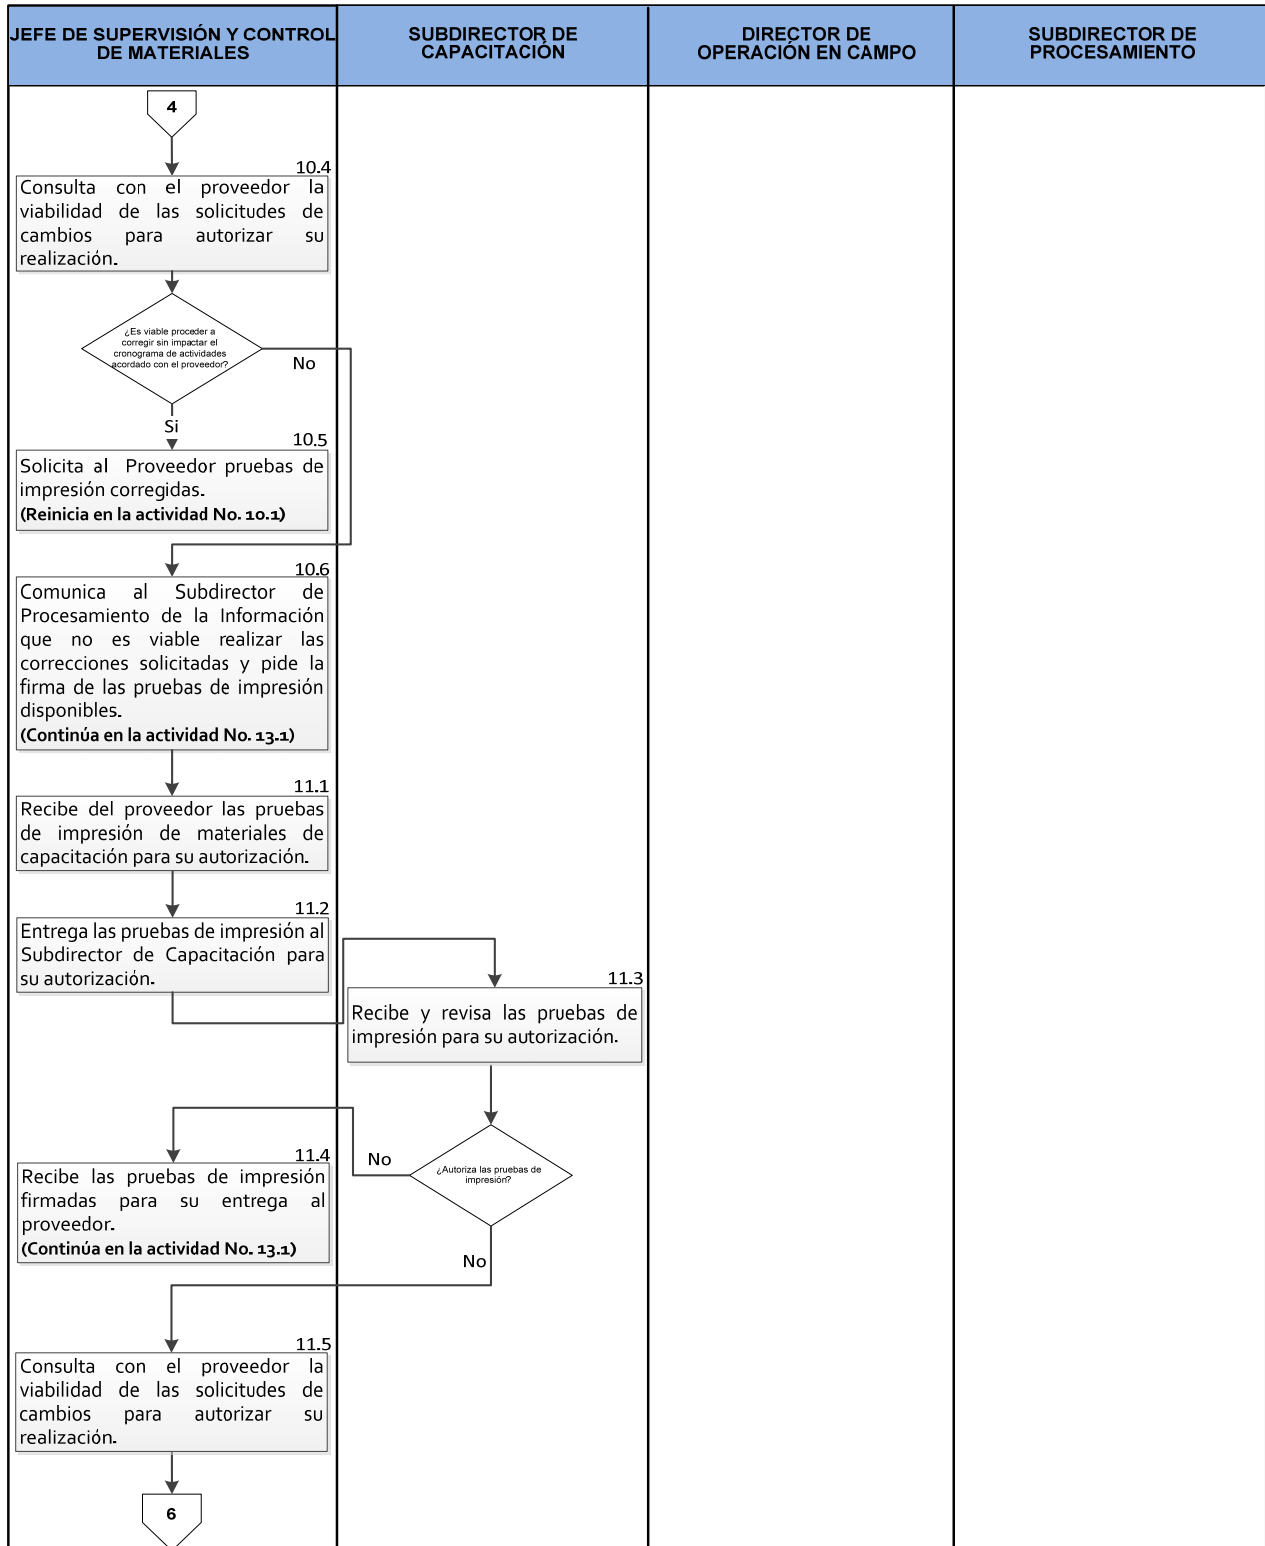 JEFE DE SUPERVISIÓN Y CONTROL
DE MATERIALES
SUBDIRECTOR DE
CAPACITACIÓN
DIRECTOR DE
OPERACIÓN EN CAMPO
SUBDIRECTOR DE
PROCESAMIENTO
4
10.4
Consulta con el proveedor la
viabilidad de las solicitudes de
cambios para autorizar su
realización.
¿Es viable proceder a
corregir sin impactar el
cronograma de actividades
acordado con el proveedor?
No
Si
10.5
Solicita al Proveedor pruebas de
impresión corregidas.
(Reinicia en la actividad No. 10.1)
10.6
Comunica al Subdirector de
Procesamiento de la Información
que no es viable realizar las
correcciones solicitadas y pide la
firma de las pruebas de impresión
disponibles.
(Continúa en la actividad No. 13.1)
11.1
Recibe del proveedor las pruebas
de impresión de materiales de
capacitación para su autorización.
11.2
Entrega las pruebas de impresión al
Subdirector de Capacitación para
su autorización.
11.3
Recibe y revisa las pruebas de
impresión para su autorización.
¿Autoriza las pruebas de
impresión?
No
11.4
Recibe las pruebas de impresión
firmadas para su entrega al
proveedor.
(Continúa en la actividad No. 13.1)
No
11.5
Consulta con el proveedor la
viabilidad de las solicitudes de
cambios para autorizar su
realización.
6